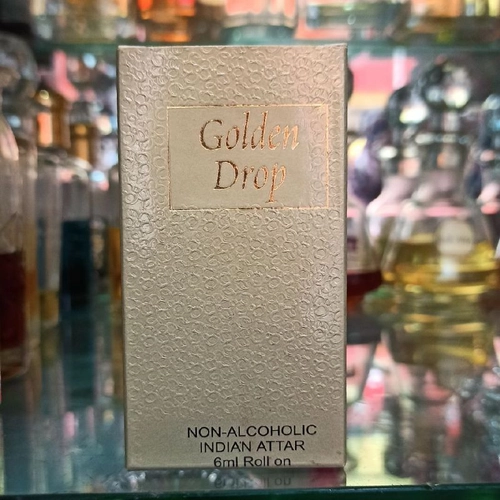 Golden
Drop
NON-ALCOHOLIC
INDIAN ATTAR
6ml Roll on